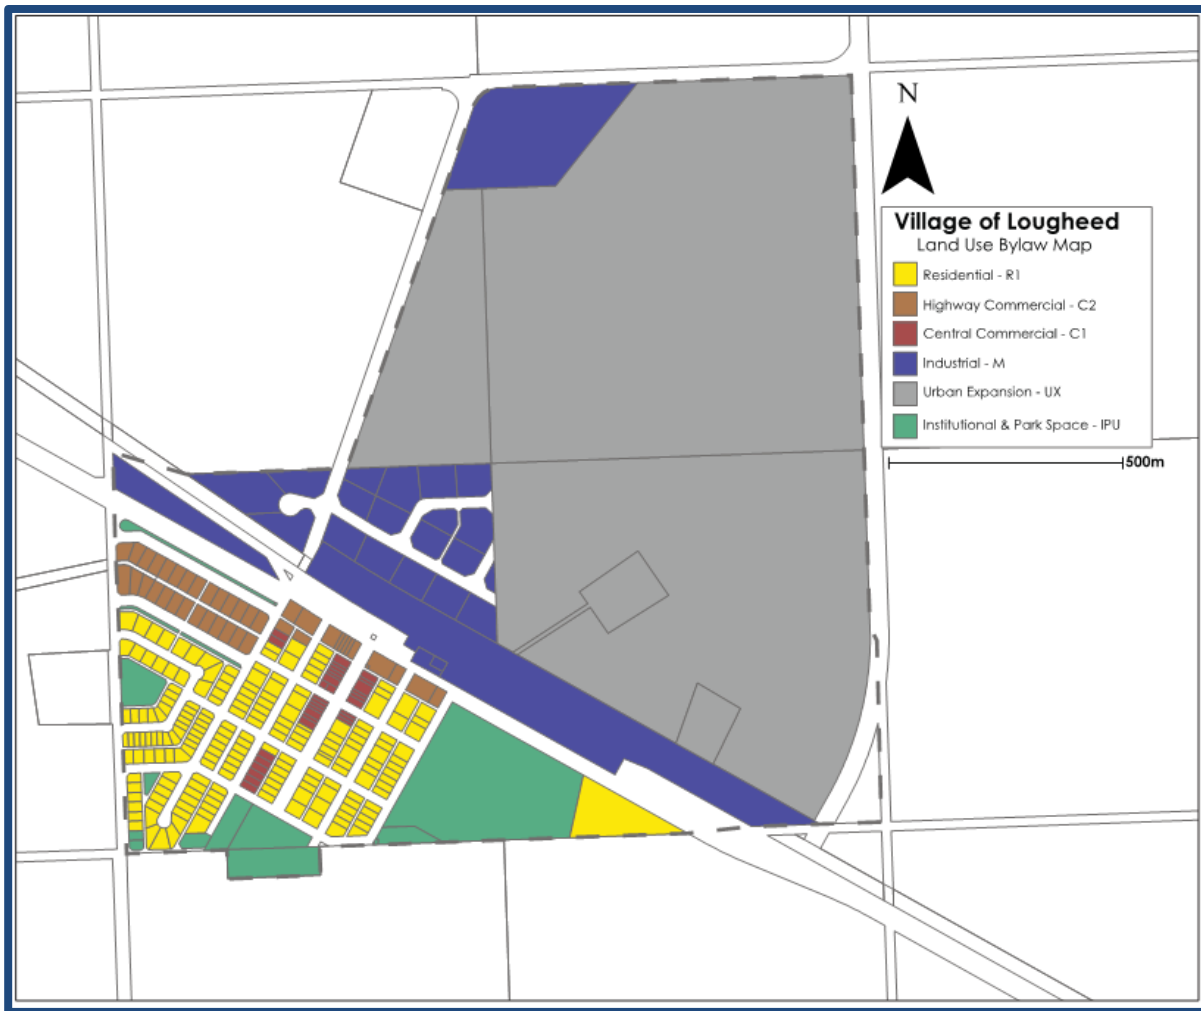 N
Village of Lougheed
Land Use Bylaw Map
Residential - R1
Highway Commercial - C2
Central Commercial - C1
Industrial - M
Urban Expansion - UX
Institutional & Park Space - IPU
500m